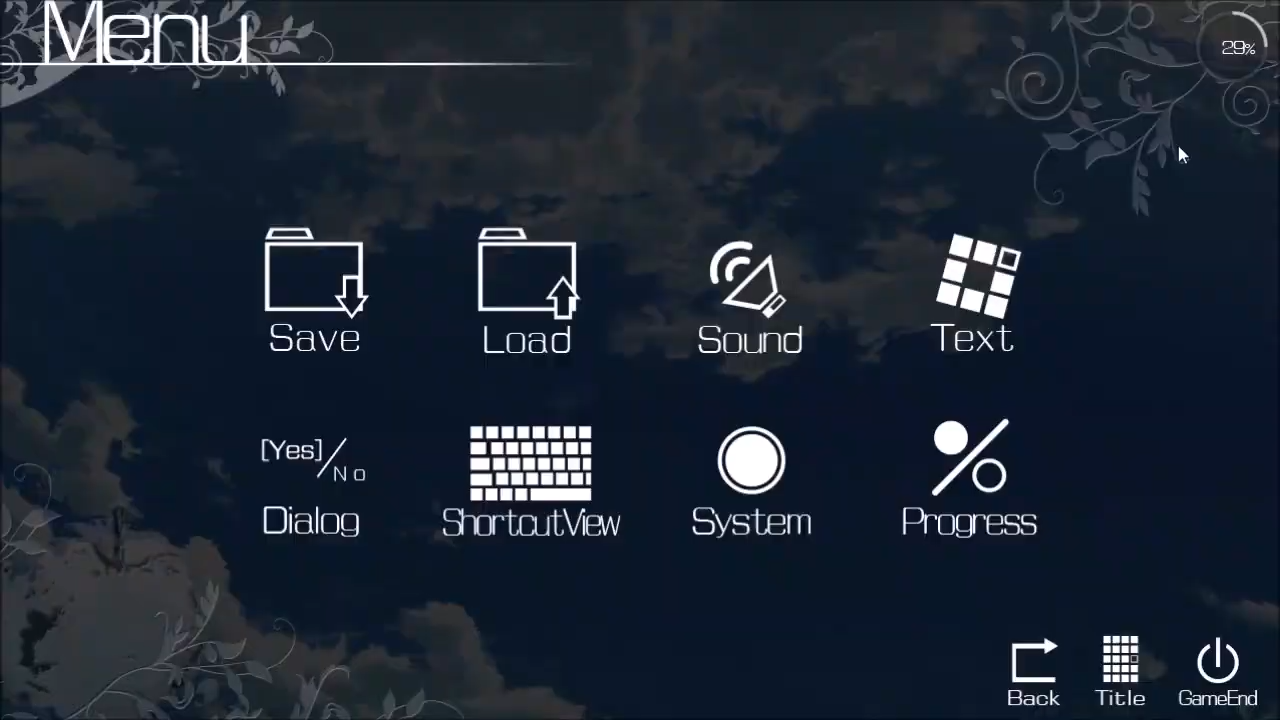 Menu
29%
Save
Load
Sound
Text
[Yes]/No
Dialog
ShortcutView
System
Progress
Back
Title
GameEnd